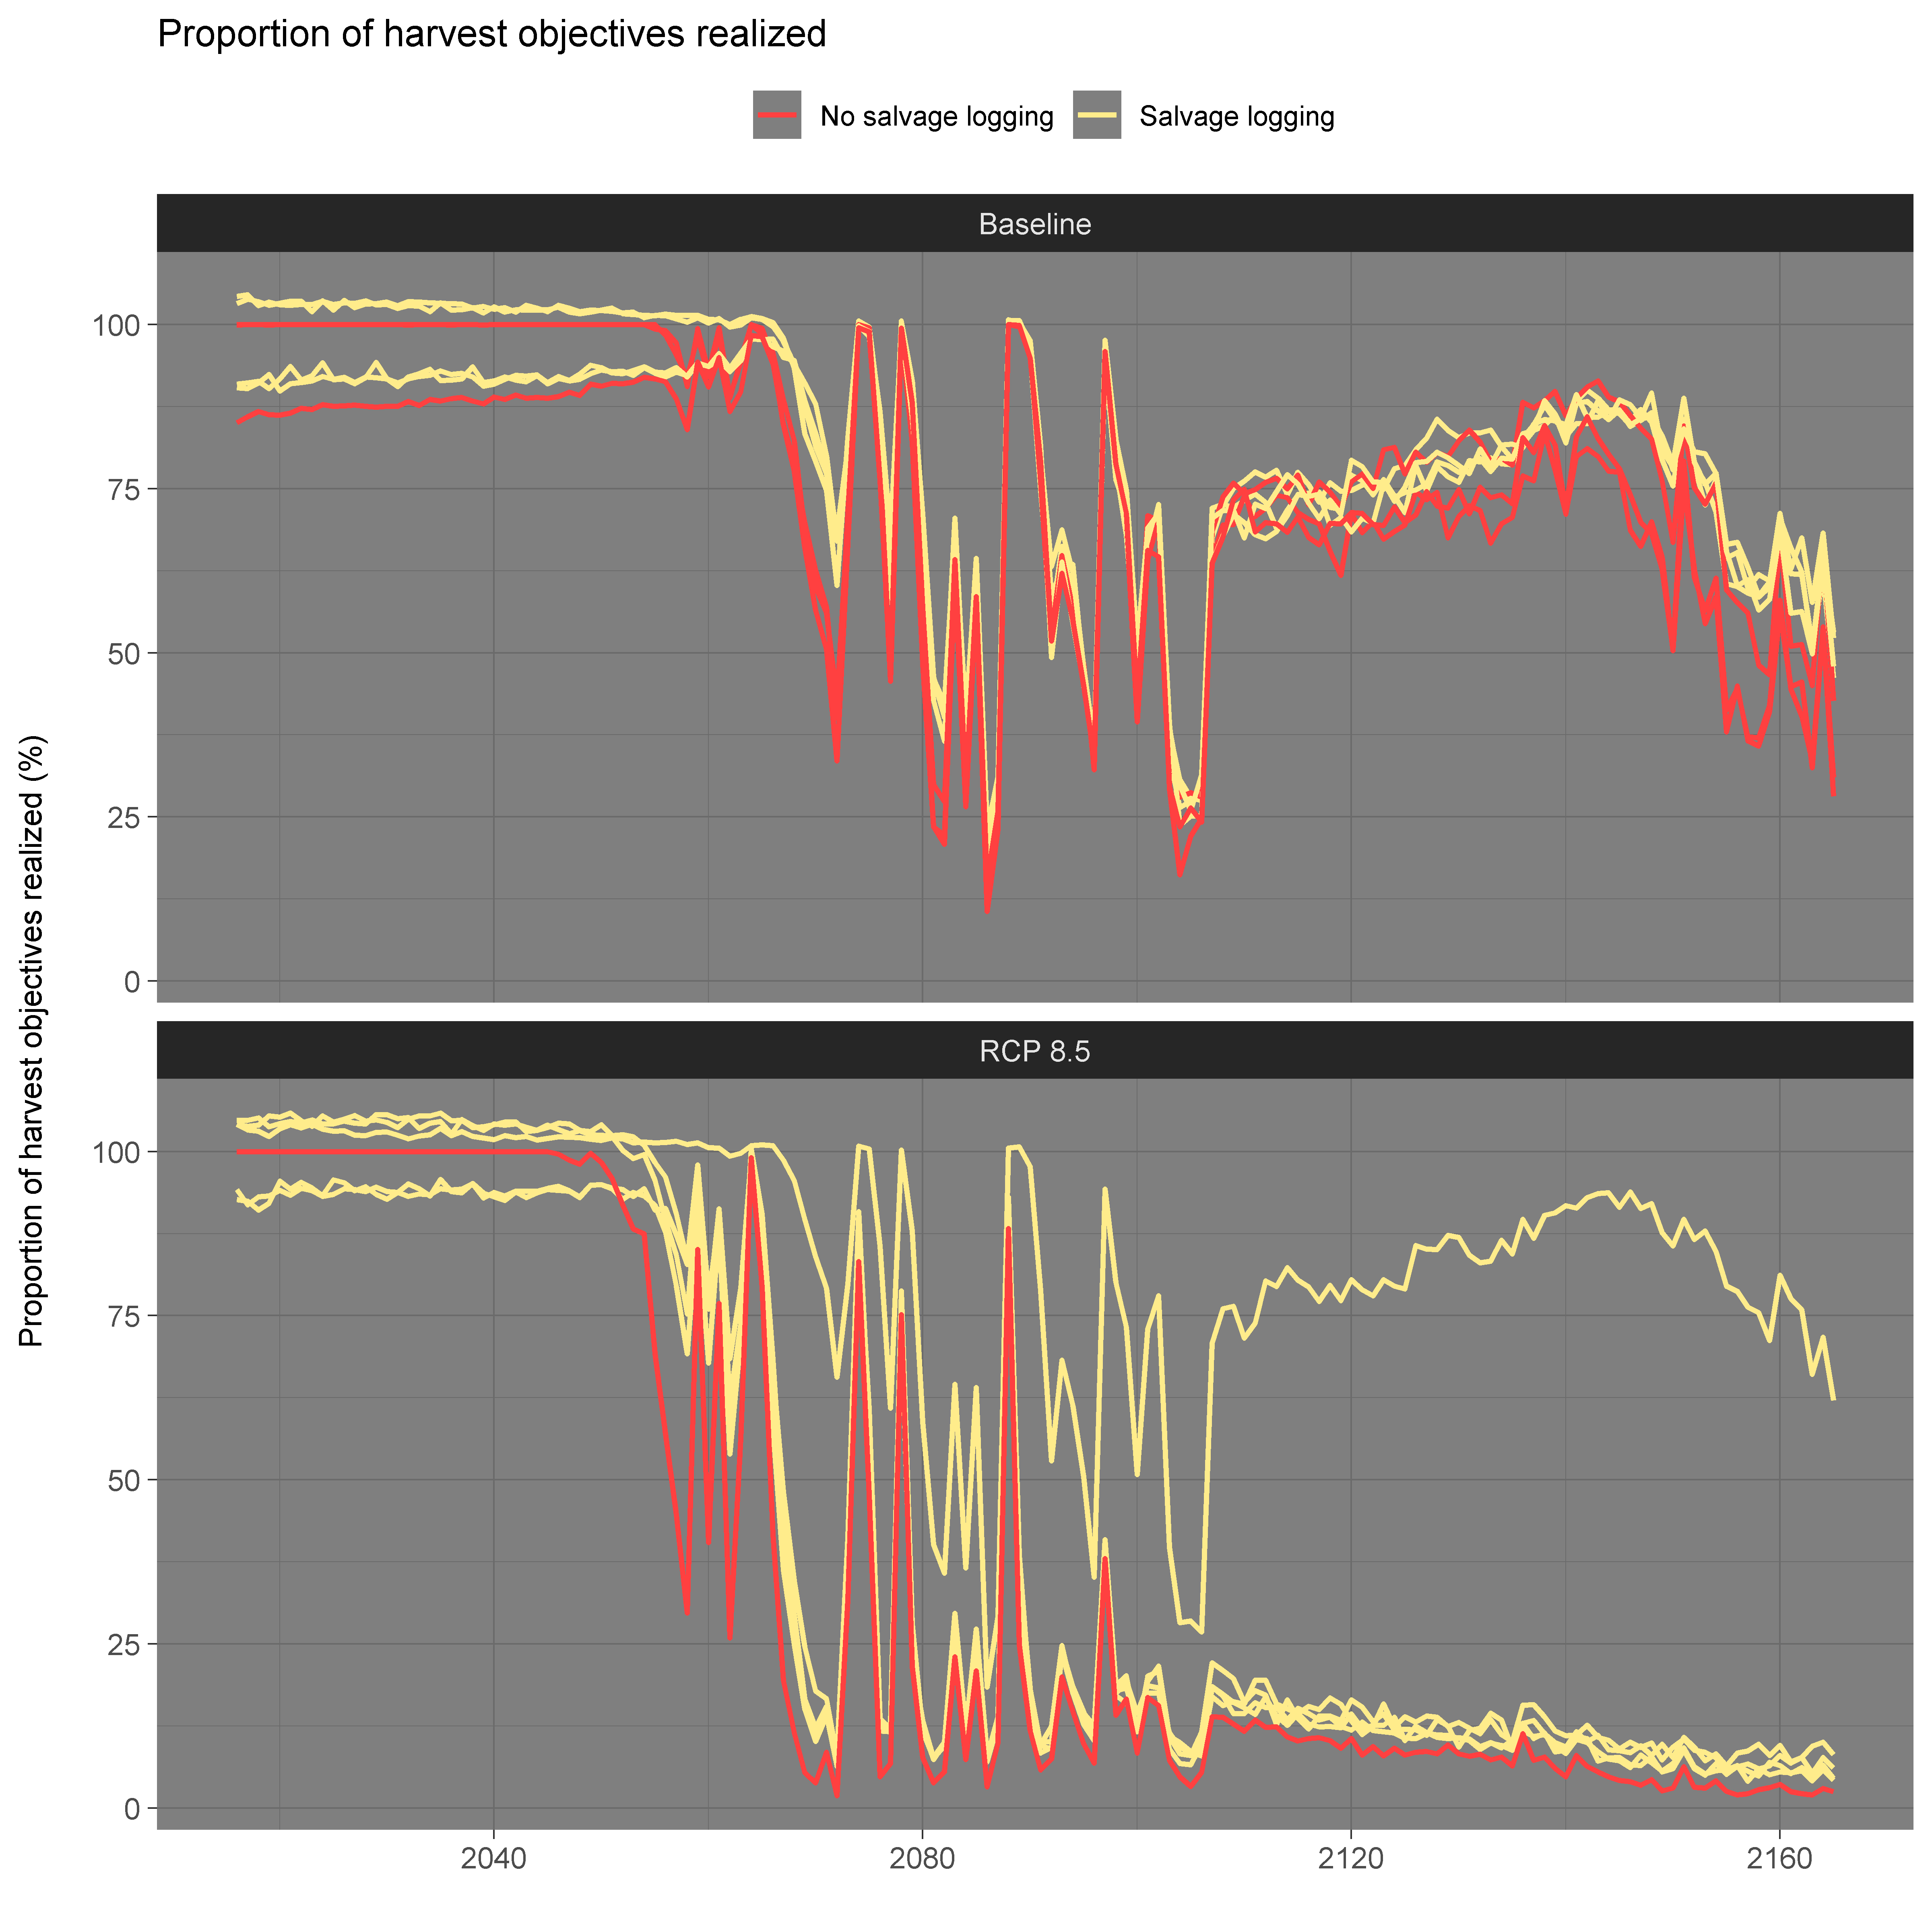 Proportion of harvest objectives realized
No salvage logging Salvage logging
Baseline
100
75
50
25
0
Proportion of harvest objectives realized (%)
RCP 8.5
100
75
50
25
0
2040 2080 2120 2160